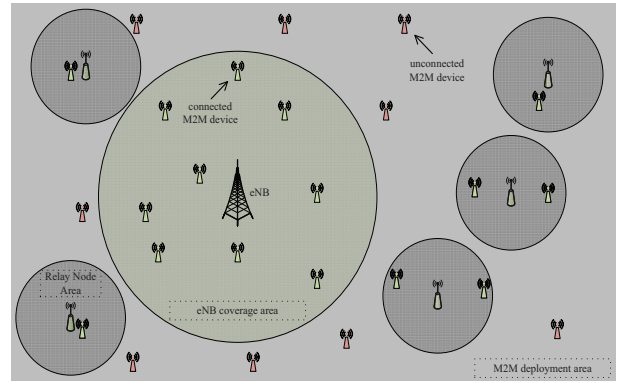 unconnected
M2M device
connected
M2M device
eNB
Relay Node
Area
eNB coverage area
M2M deployment area